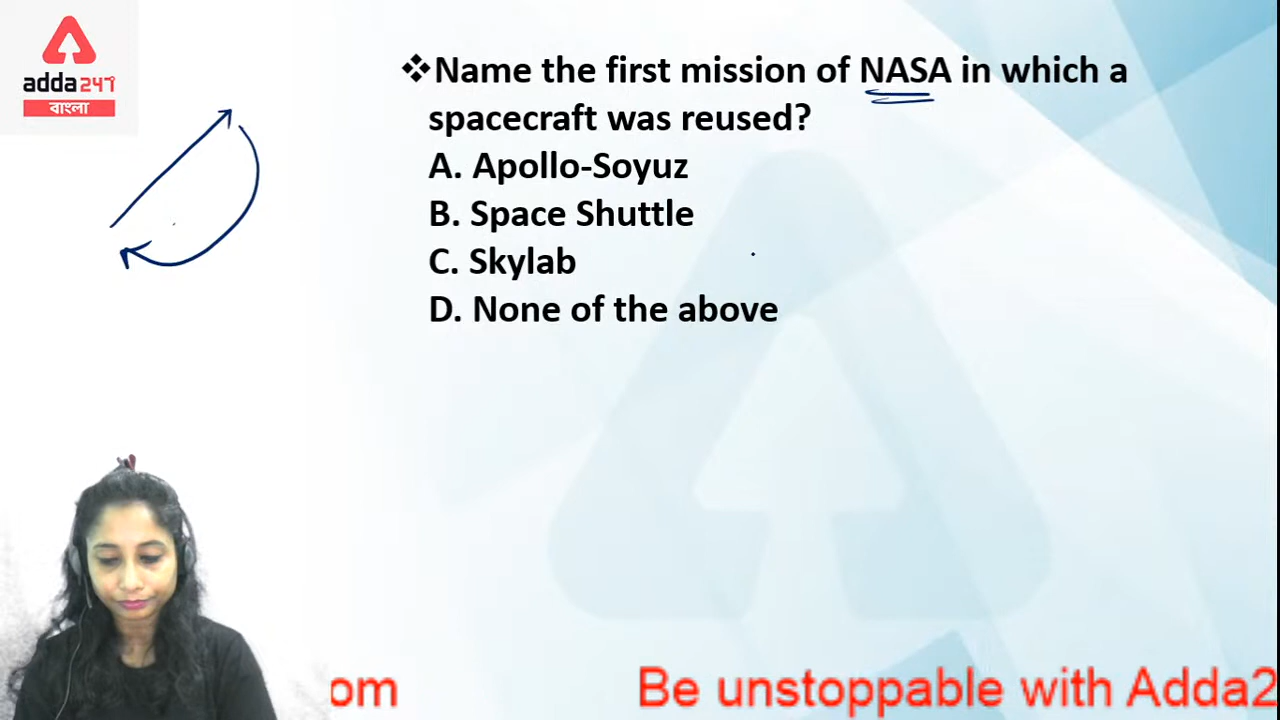 adda247
বাংলা
❖Name the first mission of NASA in which a
spacecraft was reused?
A. Apollo-Soyuz
B. Space Shuttle
C. Skylab
D. None of the above
om Be unstoppable with Adda2